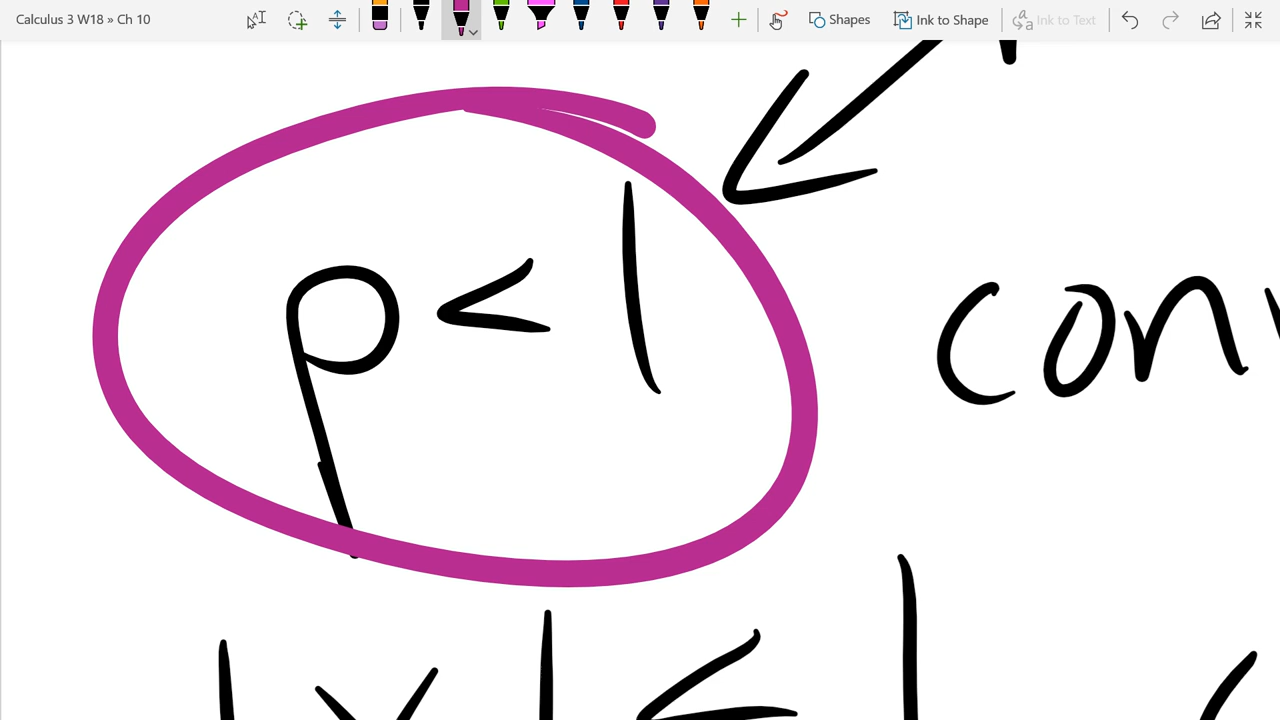 Calculus 3 W18 » Ch 10
Shapes
Ink to Shape
Ink to Text
p < 1
con
|x| <